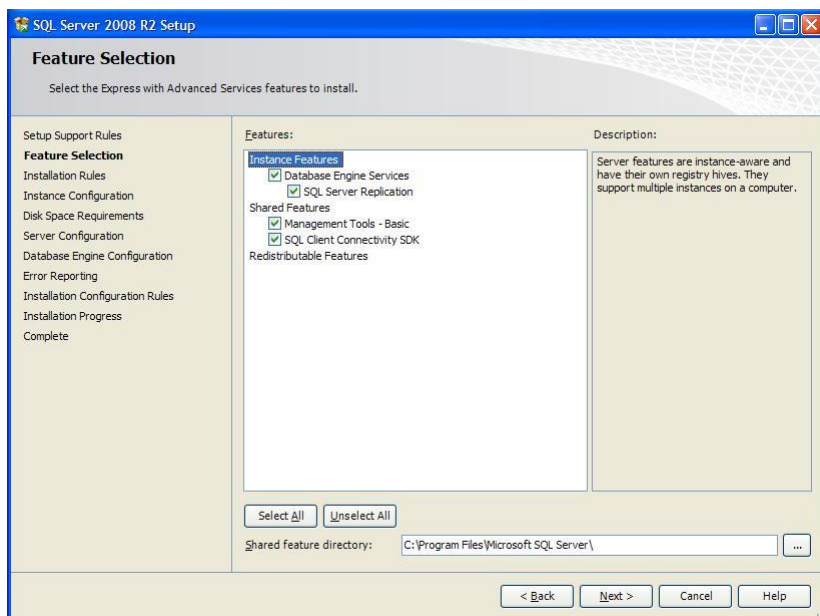 SQL Server 2008 R2 Setup
Feature Selection
Select the Express with Advanced Services features to install.
Setup Support Rules
Feature Selection
Installation Rules
Instance Configuration
Disk Space Requirements
Server Configuration
Database Engine Configuration
Error Reporting
Installation Configuration Rules
Installation Progress
Complete
Features:
Instance Features
Database Engine Services
SQL Server Replication
Shared Features
Management Tools - Basic
SQL Client Connectivity SDK
Redistributable Features
Description:
Server features are instance-aware and
have their own registry hives. They
support multiple instances on a computer.
Select All
Unselect All
Shared feature directory:
C:\Program Files\Microsoft SQL Server\
...
< Back
Next >
Cancel
Help